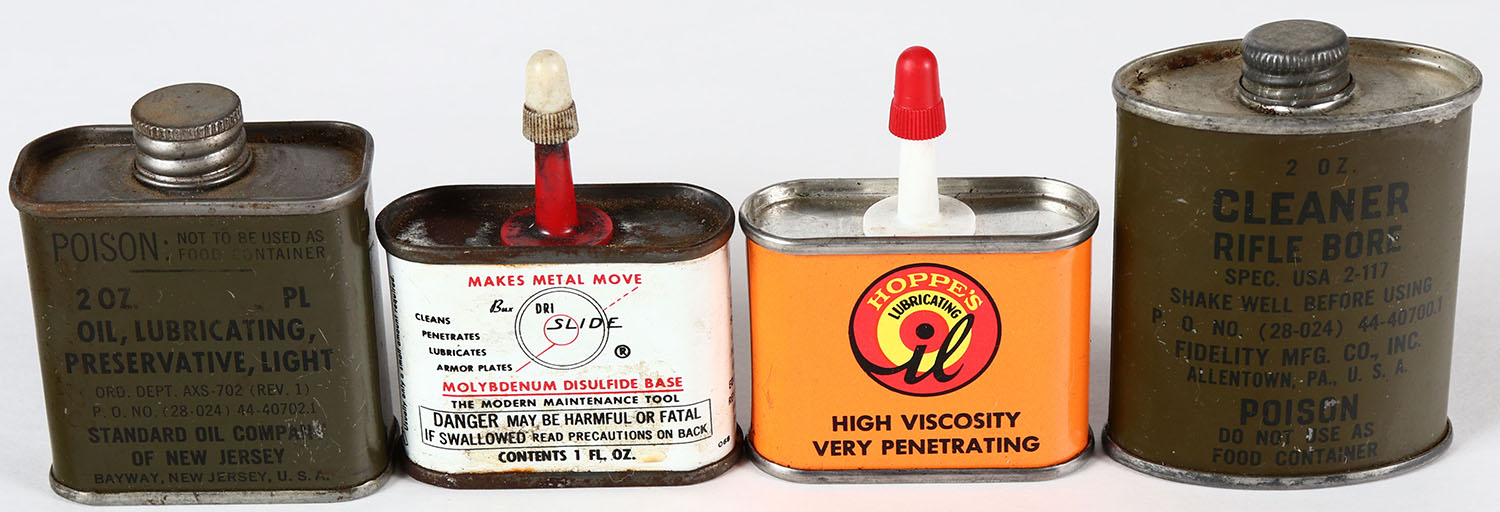 POISON: NOT TO BE USED AS
FOOD CONTAINER
2 OZ. PL
OIL, LUBRICATING,
PRESERVATIVE, LIGHT
ORD. DEPT. AXS-702 (REV. 1)
P. O. NO. (28-024) 44-40702.1
STANDARD OIL COMPANY
OF NEW JERSEY
BAYWAY, NEW JERSEY, U. S. A.
MAKES METAL MOVE
Bux DRI
SLIDE
®
CLEANS
PENETRATES
LUBRICATES
ARMOR PLATES
MOLYBDENUM DISULFIDE BASE
THE MODERN MAINTENANCE TOOL
DANGER MAY BE HARMFUL OR FATAL
IF SWALLOWED READ PRECAUTIONS ON BACK
CONTENTS 1 FL. OZ.
HOPPE'S
LUBRICATING
oil
HIGH VISCOSITY
VERY PENETRATING
2 OZ.
CLEANER
RIFLE BORE
SPEC. USA 2-117
SHAKE WELL BEFORE USING
P. O. NO. (28-024) 44-40700.1
FIDELITY MFG. CO., INC.
ALLENTOWN, PA., U. S. A.
POISON
DO NOT USE AS
FOOD CONTAINER